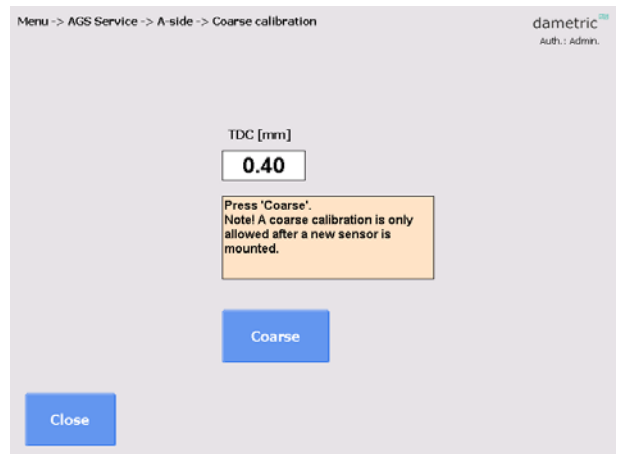 Menu -> AGS Service -> A-side -> Coarse calibration
dametric
Auth.: Admin.
TDC [mm]
0.40
Press 'Coarse'.
Note! A coarse calibration is only
allowed after a new sensor is
mounted.
Coarse
Close